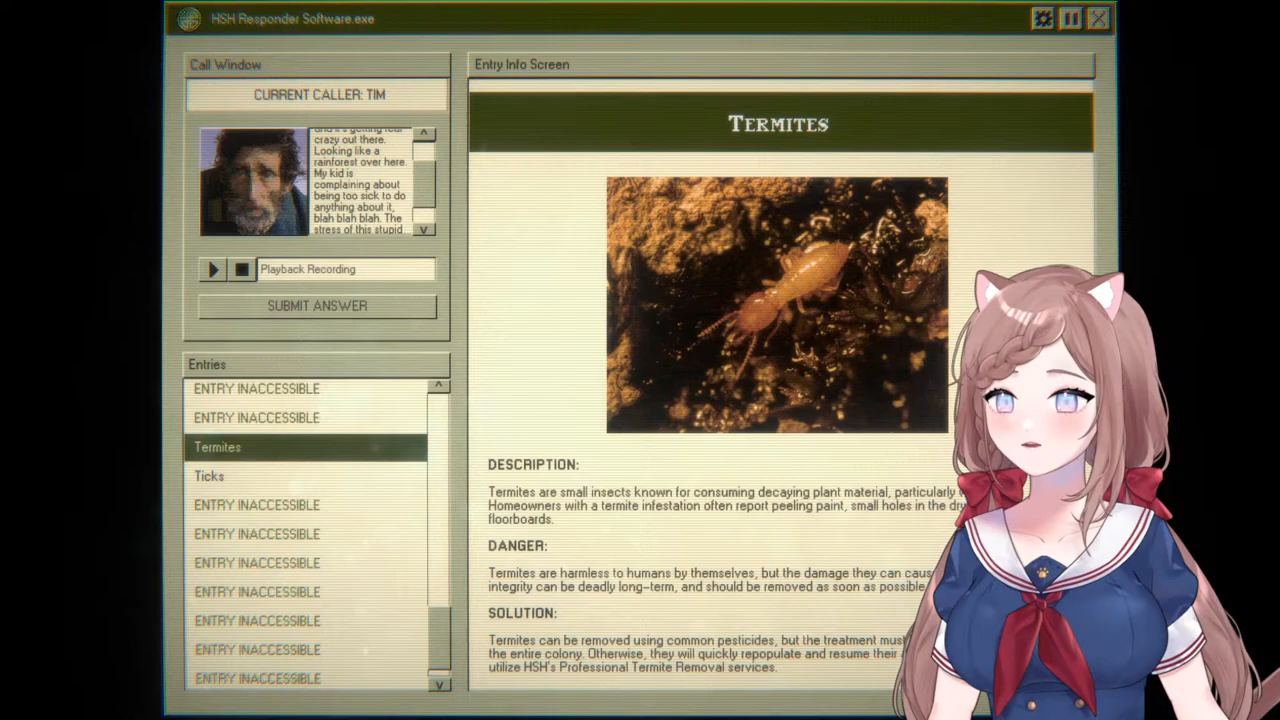 HSH Responder Software.exe
Call Window
CURRENT CALLER: TIM
crazy out there.
Looking like a
rainforest over here.
My kid is
complaining about
being too sick to do
anything about it,
blah blah blah. The
stress of this stupid
Playback Recording
SUBMIT ANSWER
Entries
ENTRY INACCESSIBLE
ENTRY INACCESSIBLE
Termites
Ticks
ENTRY INACCESSIBLE
ENTRY INACCESSIBLE
ENTRY INACCESSIBLE
ENTRY INACCESSIBLE
ENTRY INACCESSIBLE
ENTRY INACCESSIBLE
ENTRY INACCESSIBLE
Entry Info Screen
TERMITES
DESCRIPTION:
Termites are small insects known for consuming decaying plant material, particularly
Homeowners with a termite infestation often report peeling paint, small holes in the
floorboards.
DANGER:
Termites are harmless to humans by themselves, but the damage they can
integrity can be deadly long-term, and should be removed as soon as possible
SOLUTION:
Termites can be removed using common pesticides, but the treatment must
the entire colony. Otherwise, they will quickly repopulate and resume their
utilize HSH's Professional Termite Removal services.